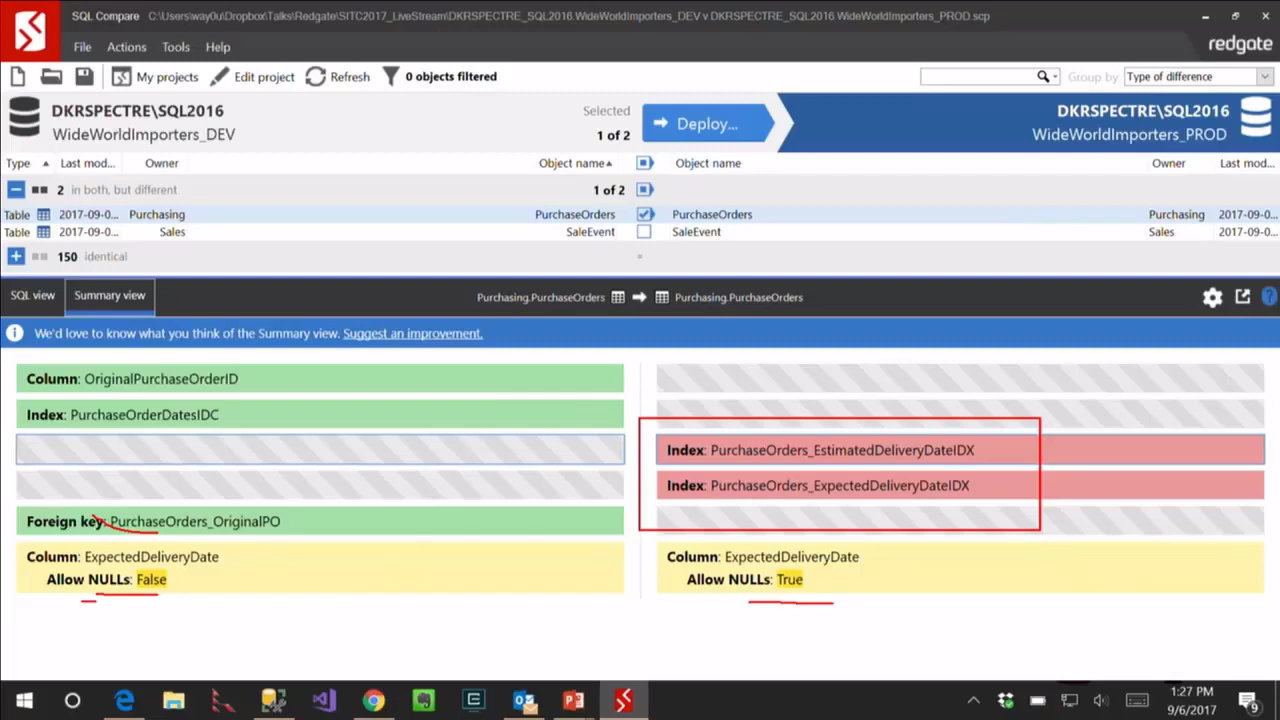 SQL Compare C:\Users\way0u\Dropbox\Talks\Redgate\SITC2017_LiveStream\DKRSPECTRE_SQL2016 WideWorldImporters_DEV v DKRSPECTRE_SQL2016 WideWorldImporters_PROD.scp
File Actions Tools Help redgate
My projects Edit project Refresh 0 objects filtered Group by Type of difference
DKRSPECTRE\SQL2016 Selected Deploy... DKRSPECTRE\SQL2016
WideWorldImporters_DEV 1 of 2 WideWorldImporters_PROD
Type Last mod... Owner Object name Object name Owner Last mod...
2 in both, but different 1 of 2
Table 2017-09-0... Purchasing PurchaseOrders PurchaseOrders Purchasing 2017-09-0...
Table 2017-09-0... Sales SaleEvent SaleEvent Sales 2017-09-0...
150 identical
SQL view Summary view Purchasing.PurchaseOrders Purchasing.PurchaseOrders
We'd love to know what you think of the Summary view. Suggest an improvement.
Column: OriginalPurchaseOrderID
Index: PurchaseOrderDatesIDC
Index: PurchaseOrders_EstimatedDeliveryDateIDX
Index: PurchaseOrders_ExpectedDeliveryDateIDX
Foreign key: PurchaseOrders_OriginalPO
Column: ExpectedDeliveryDate Column: ExpectedDeliveryDate
Allow NULLs: False Allow NULLs: True
1:27 PM
9/6/2017
9